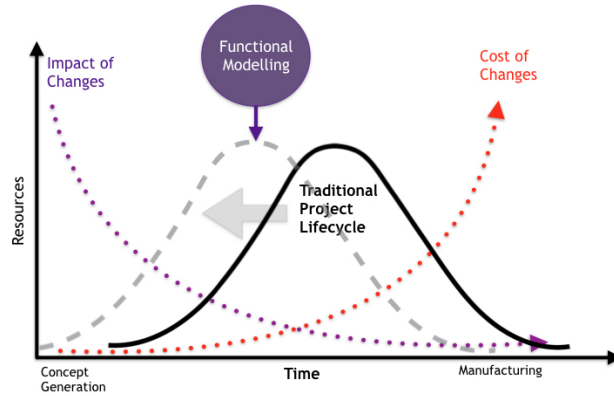 Functional
Modelling
Impact of
Changes
Cost of
Changes
Traditional
Project
Lifecycle
Resources
Concept
Generation
Time
Manufacturing